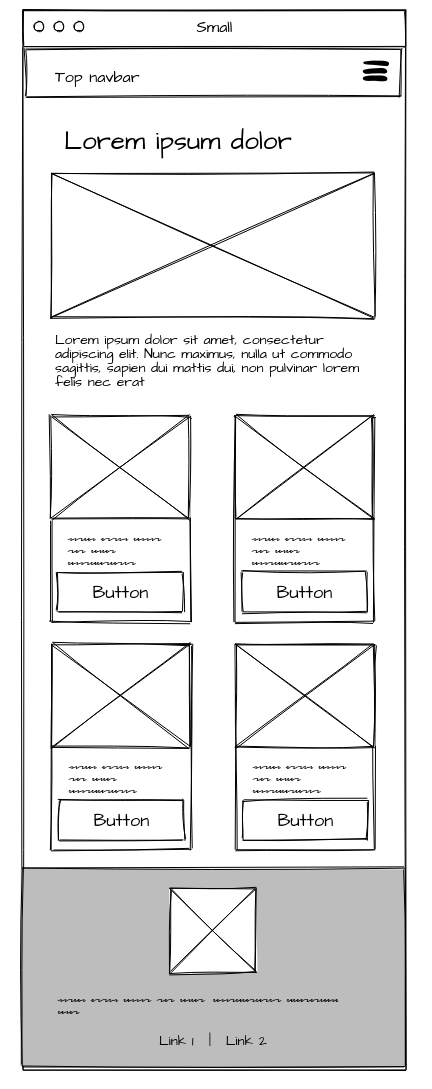 Small
Top navbar
Lorem ipsum dolor
Lorem ipsum dolor sit amet, consectetur
adipiscing elit. Nunc maximus, nulla ut commodo
sagittis, sapien dui mattis dui, non pulvinar lorem
felis nec erat
Button
Button
Button
Button
Link 1 | Link 2